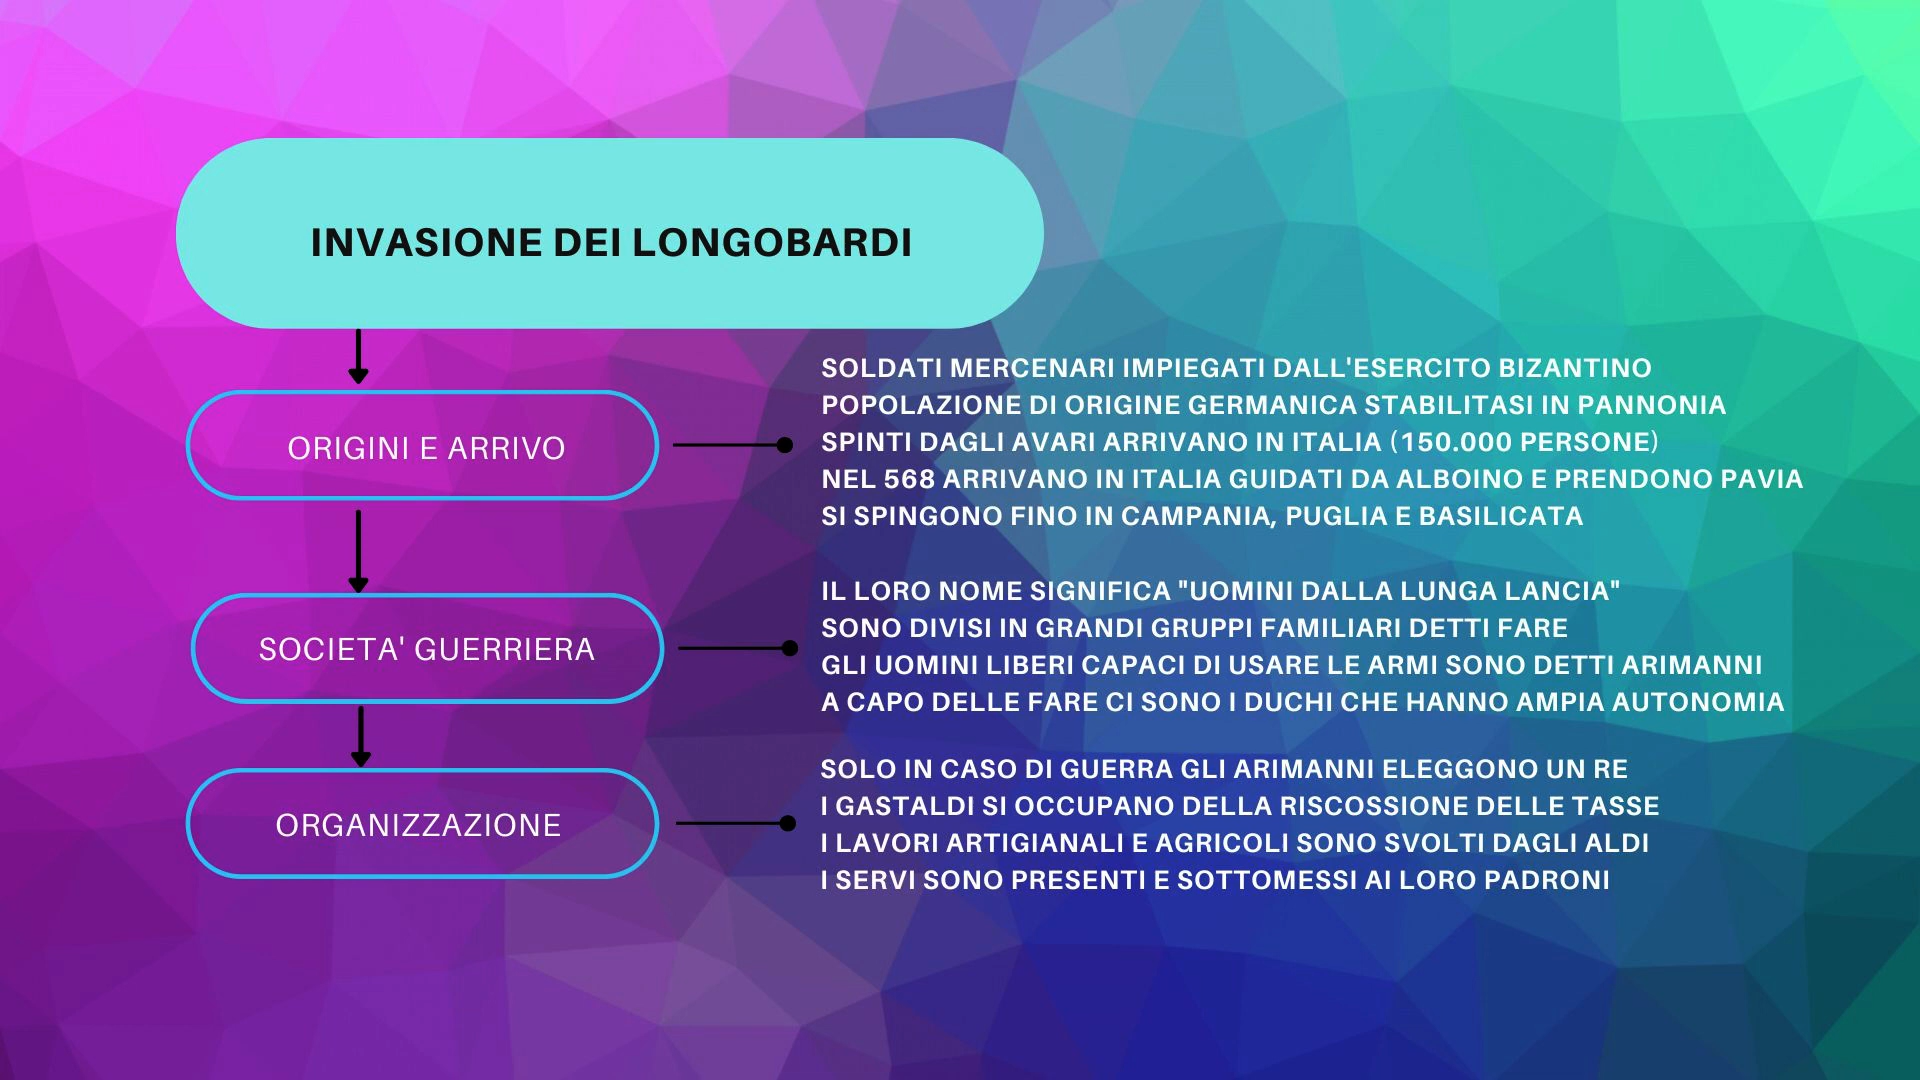 INVASIONE DEI LONGOBARDI
ORIGINI E ARRIVO
SOLDATI MERCENARI IMPIEGATI DALL'ESERCITO BIZANTINO
POPOLAZIONE DI ORIGINE GERMANICA STABILITASI IN PANNONIA
SPINTI DAGLI AVARI ARRIVANO IN ITALIA (150.000 PERSONE)
NEL 568 ARRIVANO IN ITALIA GUIDATI DA ALBOINO E PRENDONO PAVIA
SI SPINGONO FINO IN CAMPANIA, PUGLIA E BASILICATA
SOCIETA' GUERRIERA
IL LORO NOME SIGNIFICA "UOMINI DALLA LUNGA LANCIA"
SONO DIVISI IN GRANDI GRUPPI FAMILIARI DETTI FARE
GLI UOMINI LIBERI CAPACI DI USARE LE ARMI SONO DETTI ARIMANNI
A CAPO DELLE FARE CI SONO I DUCHI CHE HANNO AMPIA AUTONOMIA
ORGANIZZAZIONE
SOLO IN CASO DI GUERRA GLI ARIMANNI ELEGGONO UN RE
I GASTALDI SI OCCUPANO DELLA RISCOSSIONE DELLE TASSE
I LAVORI ARTIGIANALI E AGRICOLI SONO SVOLTI DAGLI ALDI
I SERVI SONO PRESENTI E SOTTOMESSI AI LORO PADRONI